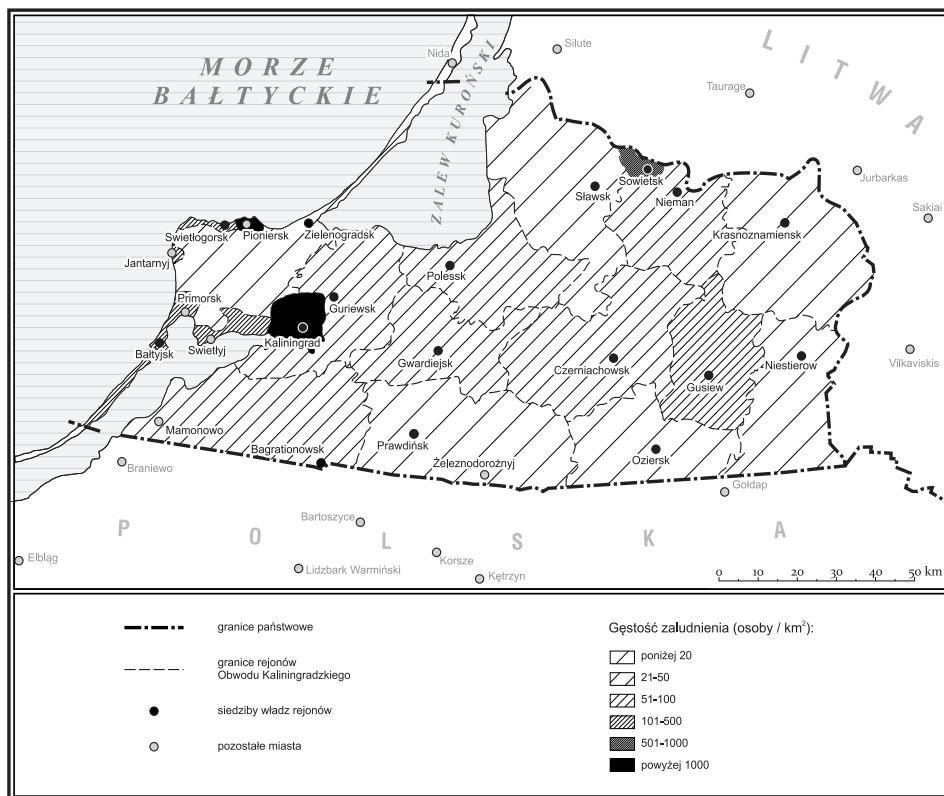 MORZE
BAŁTYCKIE
ZALEW KUROŃSKI
LITWA
Nida
Silute
Taurage
Jurbarkas
Sakiai
Sowietsk
Sławsk
Nieman
Krasnoznamiensk
Swietłogorsk
Pioniersk
Zielenogradsk
Jantarnyj
Polessk
Primorsk
Guriewsk
Kaliningrad
Swietłyj
Bałtyjsk
Gwardiejsk
Czerniachowsk
Gusiew
Niestierow
Vilkaviskis
Mamonowo
Bagrationowsk
Prawdińsk
Żeleznodorożnyj
Oziersk
Braniewo
Gołdap
Bartoszyce
POLSKA
Elbląg
Lidzbark Warmiński
Korsze
Kętrzyn
0 10 20 30 40 50 km
granice państwowe
granice rejonów
Obwodu Kaliningradzkiego
siedziby władz rejonów
pozostałe miasta
Gęstość zaludnienia (osoby / km²):
poniżej 20
21-50
51-100
101-500
501-1000
powyżej 1000